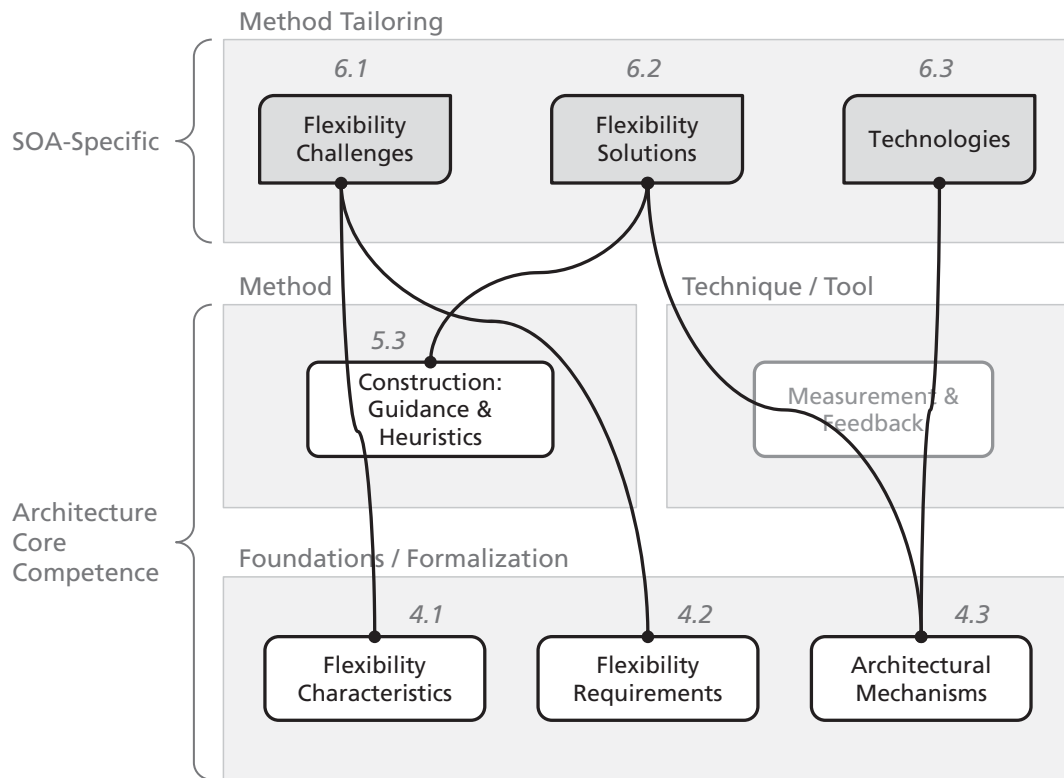 Method Tailoring
6.1
6.2
6.3
SOA-Specific
Flexibility
Challenges
Flexibility
Solutions
Technologies
Method
Technique / Tool
5.3
Construction:
Guidance &
Heuristics
Measurement &
Feedback
Architecture
Core
Competence
Foundations / Formalization
4.1
4.2
4.3
Flexibility
Characteristics
Flexibility
Requirements
Architectural
Mechanisms